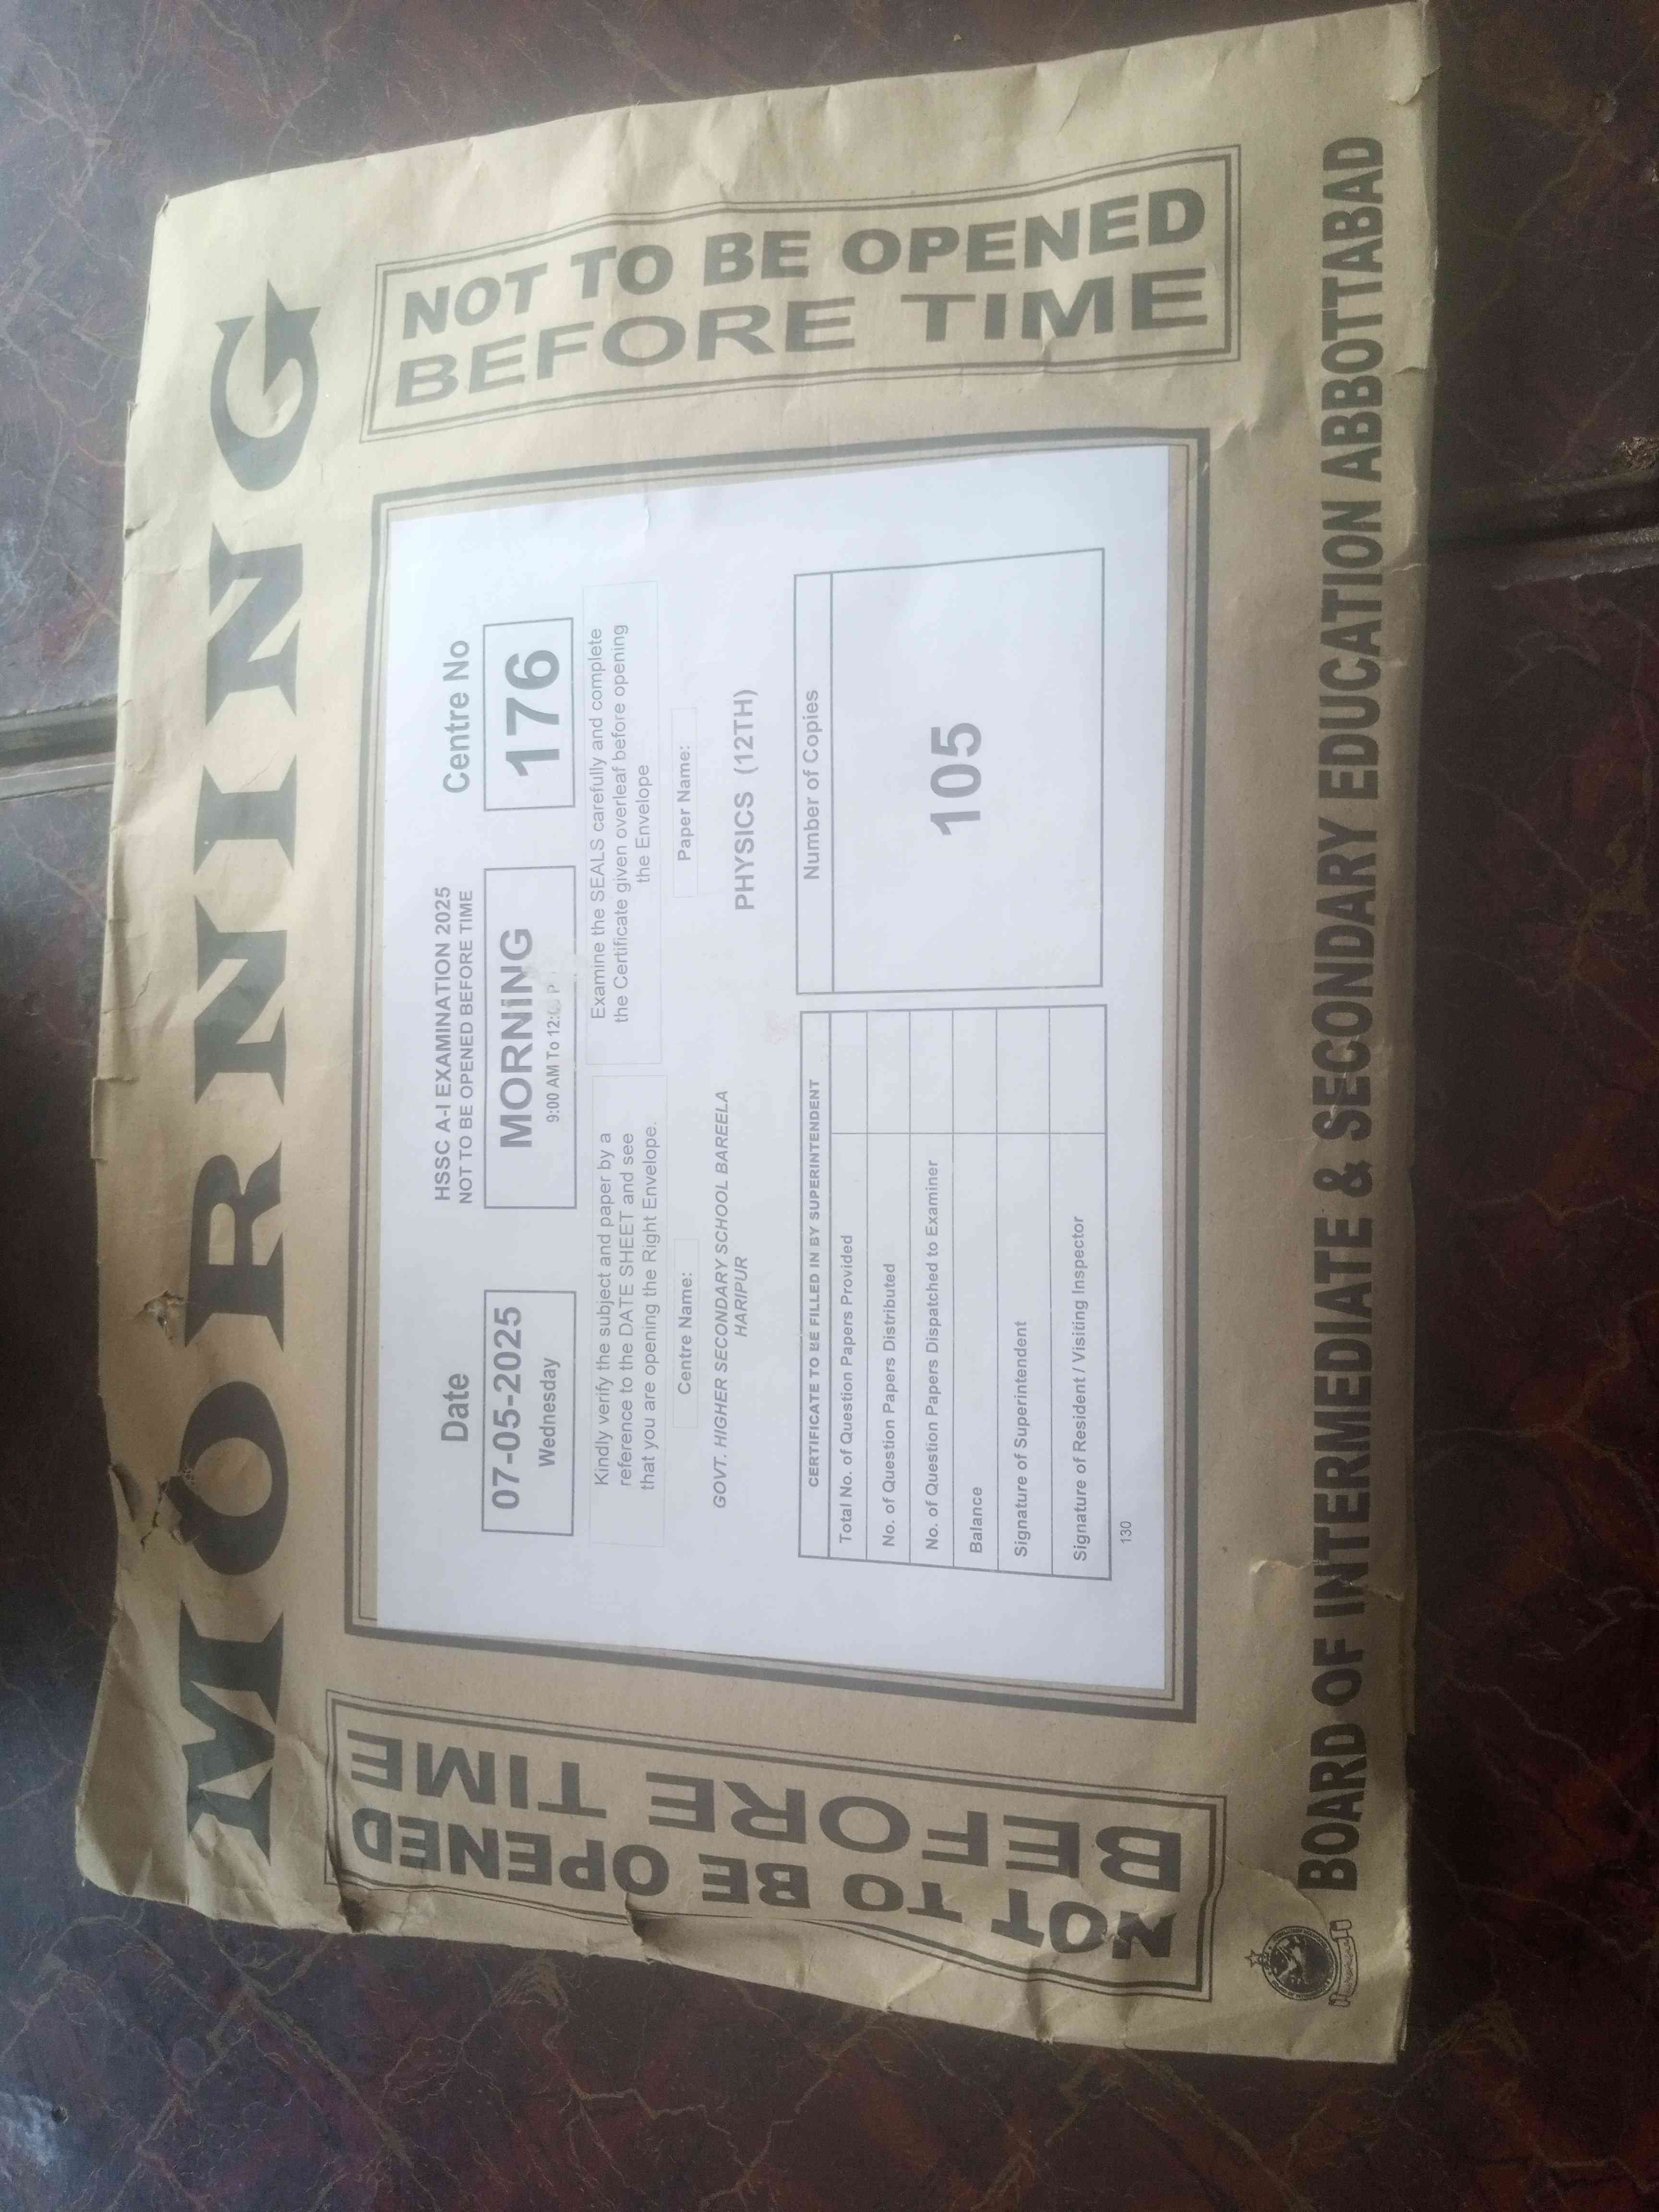 MORNING
NOT TO BE OPENED
BEFORE TIME
Date
07-05-2025
Wednesday
HSSC A-I EXAMINATION 2025
NOT TO BE OPENED BEFORE TIME
MORNING
9:00 AM To 12:
Centre No
176
Kindly verify the subject and paper by a
reference to the DATE SHEET and see
that you are opening the Right Envelope.
Examine the SEALS carefully and complete
the Certificate given overleaf before opening
the Envelope
Centre Name:
GOVT. HIGHER SECONDARY SCHOOL BAREELA
HARIPUR
Paper Name:
PHYSICS (12TH)
CERTIFICATE TO BE FILLED IN BY SUPERINTENDENT
Total No. of Question Papers Provided
No. of Question Papers Distributed
No. of Question Papers Dispatched to Examiner
Balance
Signature of Superintendent
Signature of Resident / Visiting Inspector
130
Number of Copies
105
NOT TO BE OPENED
BEFORE TIME
BOARD OF INTERMEDIATE & SECONDARY EDUCATION ABBOTTABAD